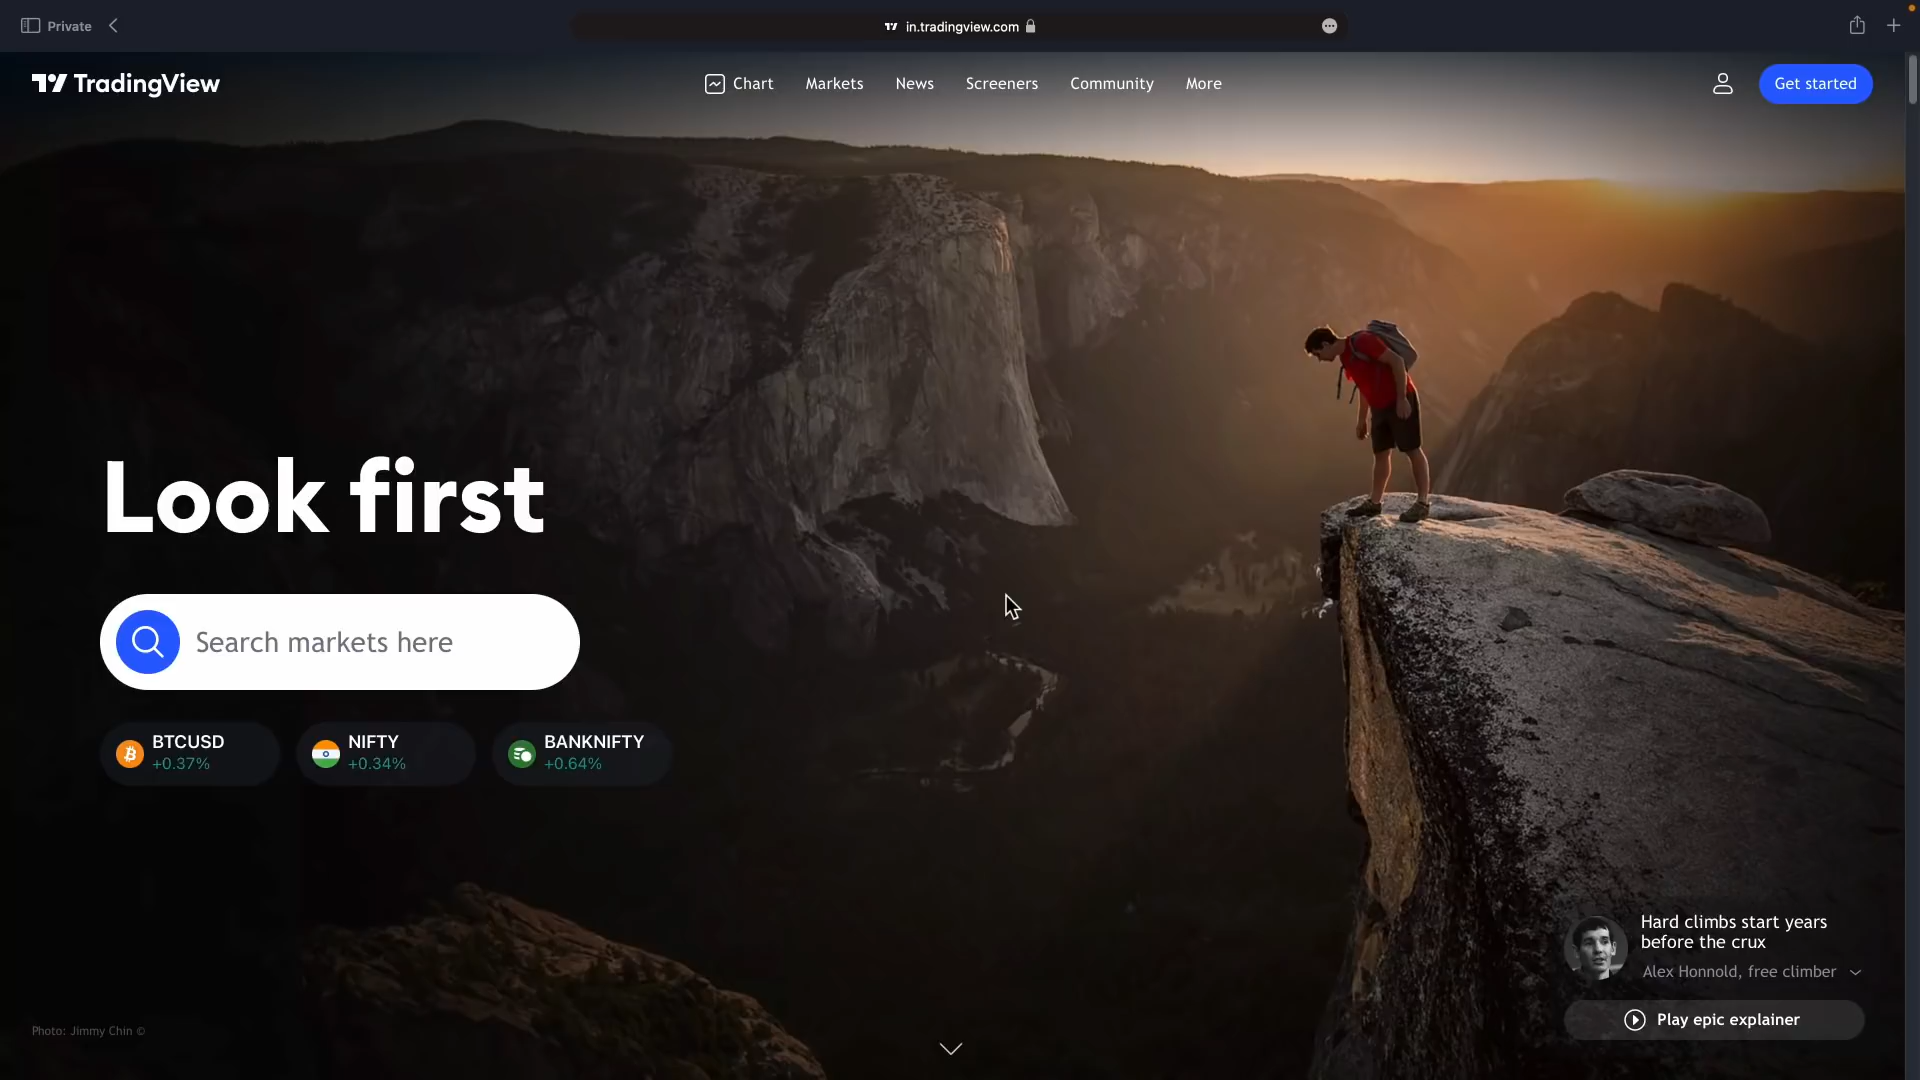 Private
in.tradingview.com
TradingView
Chart
Markets
News
Screeners
Community
More
Get started
Look first
Search markets here
BTCUSD
+0.37%
NIFTY
+0.34%
BANKNIFTY
+0.64%
Hard climbs start years
before the crux
Alex Honnold, free climber
Play epic explainer
Photo: Jimmy Chin ©